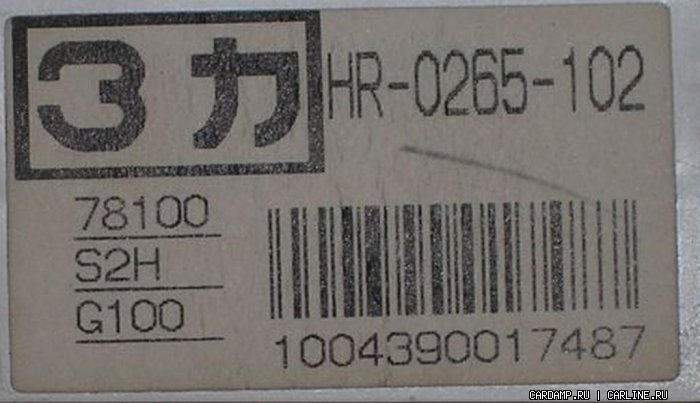 3カ HR-0265-102
78100
S2H
G100
1004390017487
CARDAMP.RU | CARLINE.RU